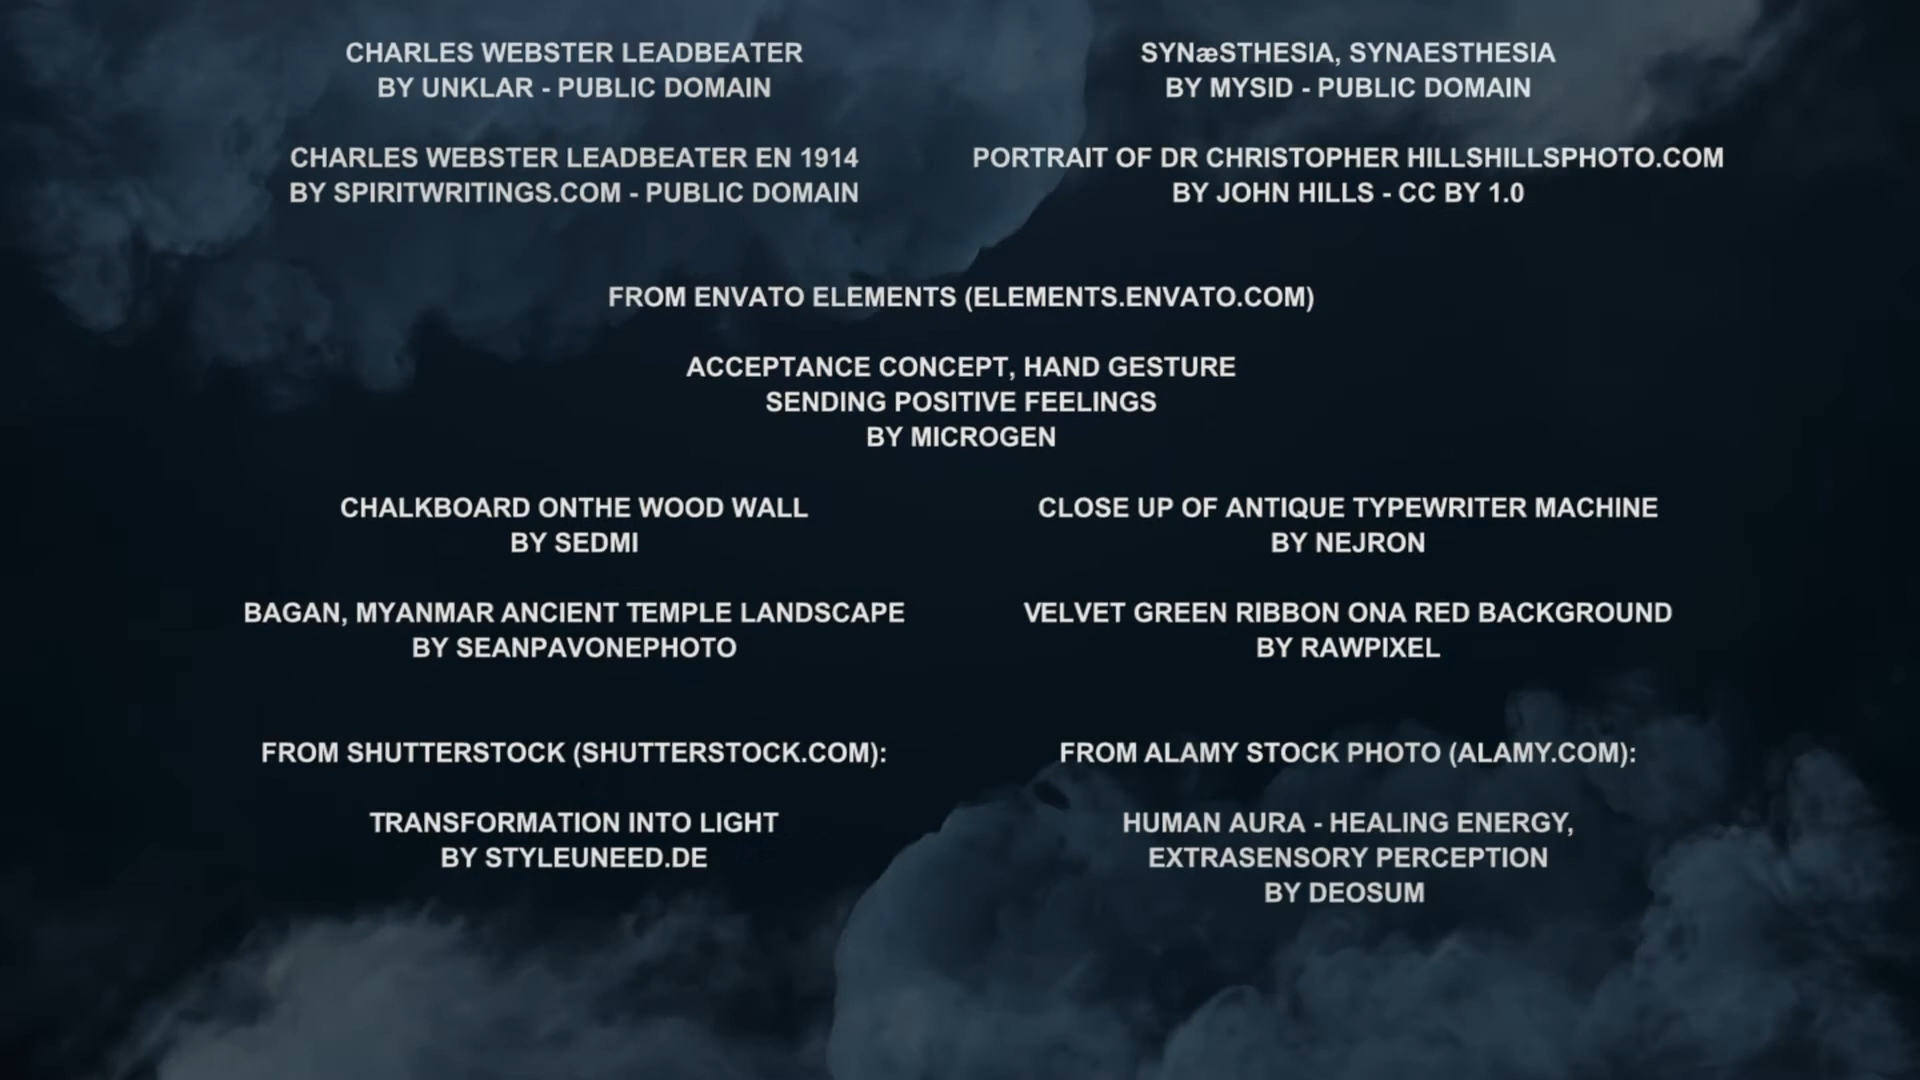 CHARLES WEBSTER LEADBEATER
BY UNKLAR - PUBLIC DOMAIN
SYNæSTHESIA, SYNAESTHESIA
BY MYSID - PUBLIC DOMAIN
CHARLES WEBSTER LEADBEATER EN 1914
BY SPIRITWRITINGS.COM - PUBLIC DOMAIN
PORTRAIT OF DR CHRISTOPHER HILLSHILLSPHOTO.COM
BY JOHN HILLS - CC BY 1.0
FROM ENVATO ELEMENTS (ELEMENTS.ENVATO.COM)
ACCEPTANCE CONCEPT, HAND GESTURE
SENDING POSITIVE FEELINGS
BY MICROGEN
CHALKBOARD ONTHE WOOD WALL
BY SEDMI
CLOSE UP OF ANTIQUE TYPEWRITER MACHINE
BY NEJRON
BAGAN, MYANMAR ANCIENT TEMPLE LANDSCAPE
BY SEANPAVONEPHOTO
VELVET GREEN RIBBON ONA RED BACKGROUND
BY RAWPIXEL
FROM SHUTTERSTOCK (SHUTTERSTOCK.COM):
TRANSFORMATION INTO LIGHT
BY STYLEUNEED.DE
FROM ALAMY STOCK PHOTO (ALAMY.COM):
HUMAN AURA - HEALING ENERGY,
EXTRASENSORY PERCEPTION
BY DEOSUM